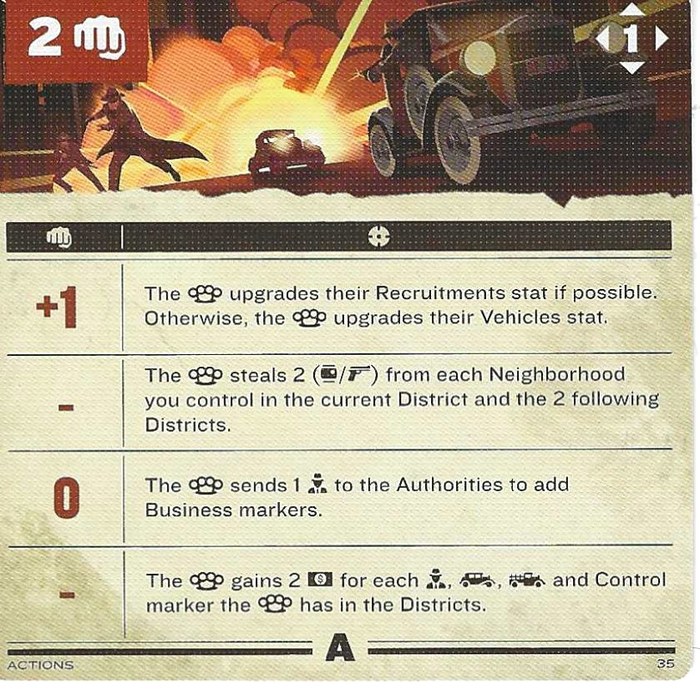 2
1
+1
The upgrades their Recruitments stat if possible.
Otherwise, the upgrades their Vehicles stat.
-
The steals 2 ( / ) from each Neighborhood
you control in the current District and the 2 following
Districts.
0
The sends 1 to the Authorities to add
Business markers.
-
The gains 2 $ for each , , and Control
marker the has in the Districts.
A
ACTIONS
35